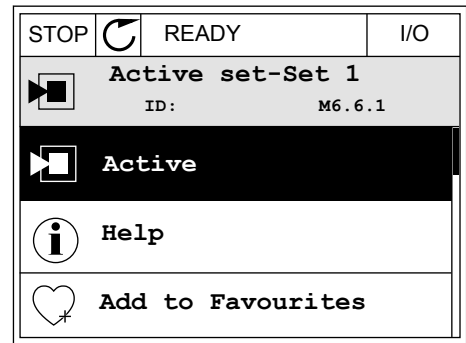 STOP READY I/O
Active set-Set 1
ID: M6.6.1
Active
Help
Add to Favourites